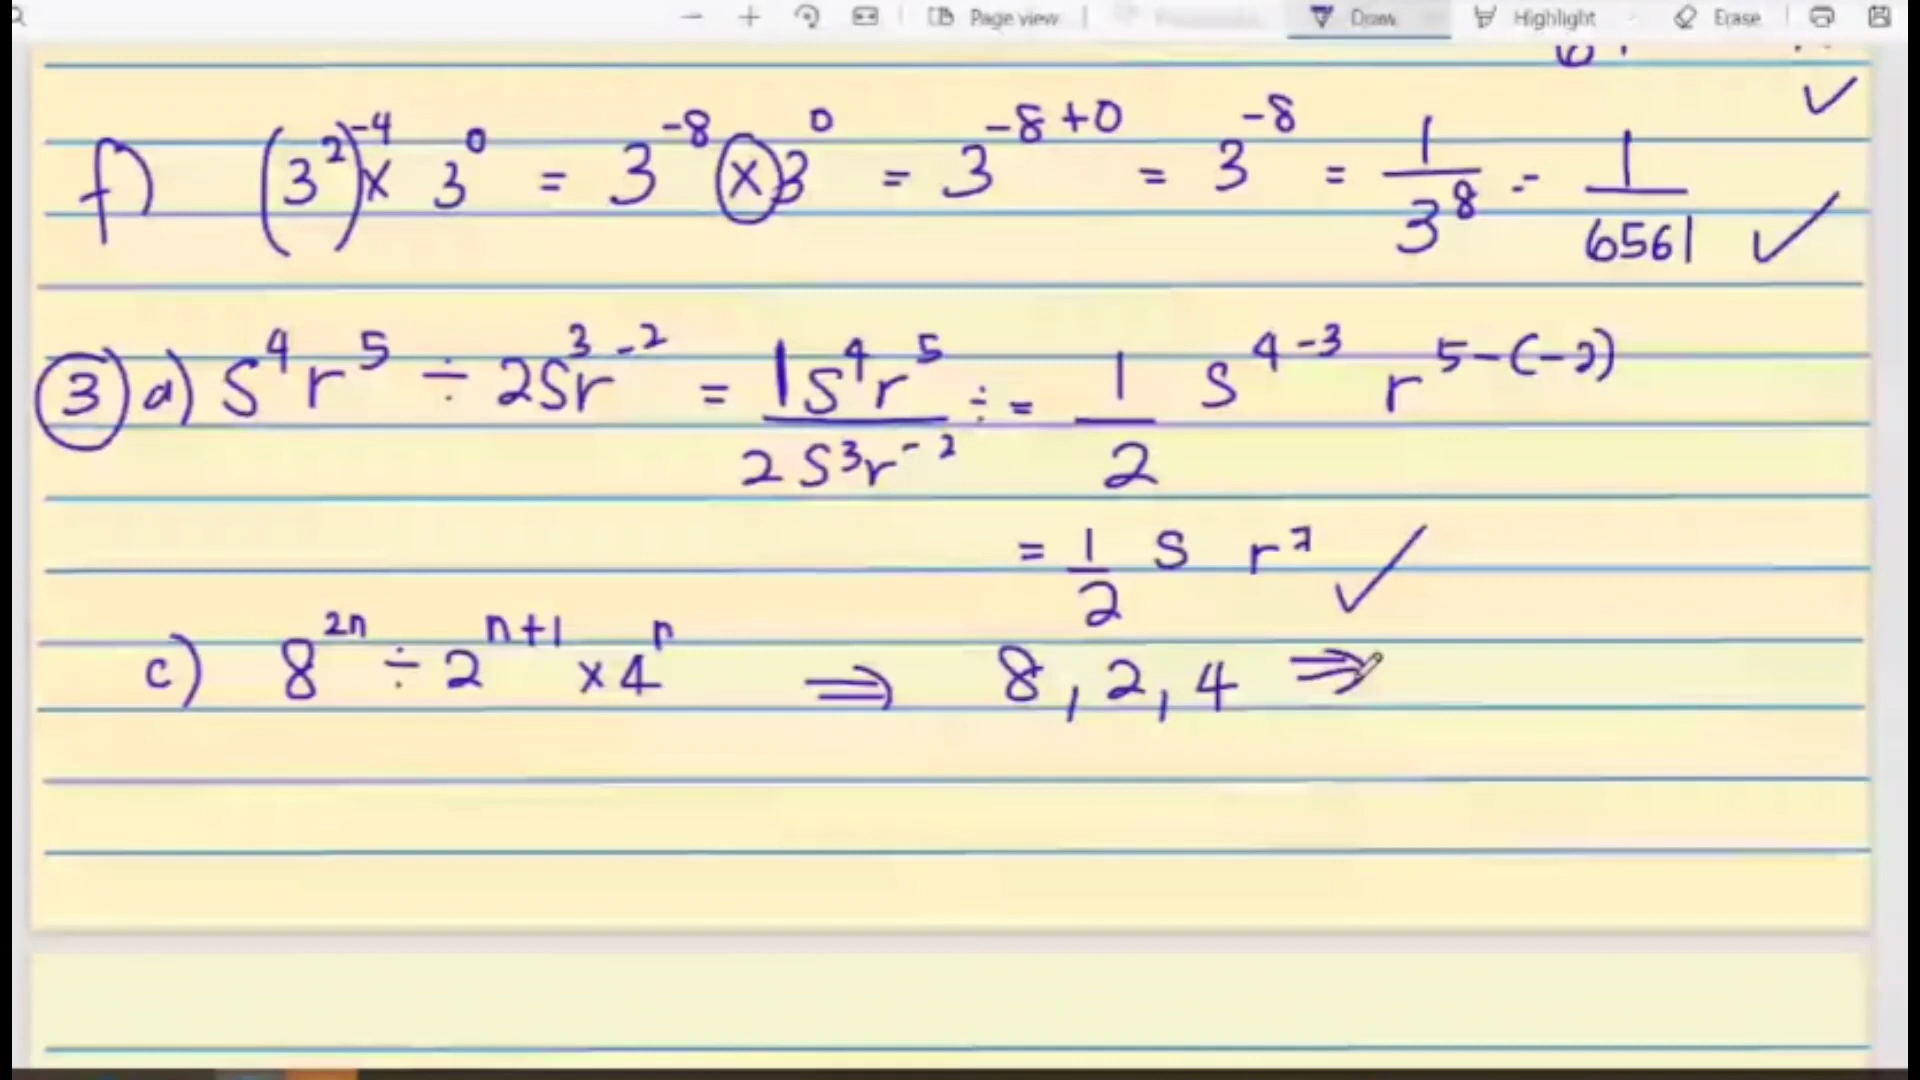 Page view Draw Highlight Erase
f) (3²)⁻⁴ × 3⁰ = 3⁻⁸ × 3⁰ = 3⁻⁸⁺⁰ = 3⁻⁸ = 1/3⁸ = 1/6561 ✓
3 a) S⁴r⁵ ÷ 2S³r⁻² = 1S⁴r⁵/2S³r⁻² ÷ = 1/2 S⁴⁻³ r⁵⁻⁽⁻²⁾
= 1/2 S r⁷ ✓
c) 8²ⁿ ÷ 2ⁿ⁺¹ × 4ⁿ ⇒ 8, 2, 4 ⇒